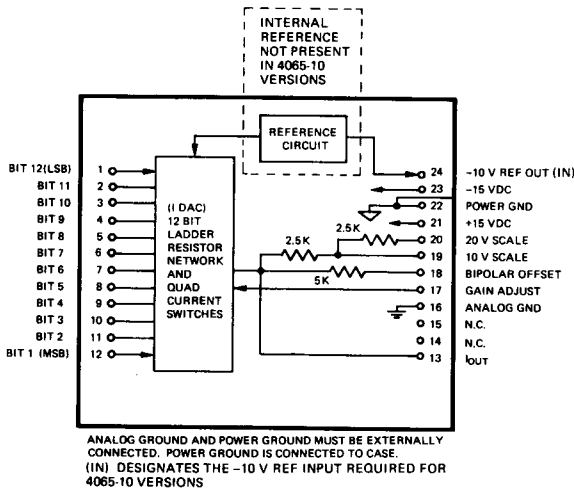 INTERNAL
REFERENCE
NOT PRESENT
IN 4065-10
VERSIONS
REFERENCE
CIRCUIT
BIT 12(LSB) 1
BIT 11 2
BIT 10 3
BIT 9 4
BIT 8 5
BIT 7 6
BIT 6 7
BIT 5 8
BIT 4 9
BIT 3 10
BIT 2 11
BIT 1 (MSB) 12
(I DAC)
12 BIT
LADDER
RESISTOR
NETWORK
AND
QUAD
CURRENT
SWITCHES
2.5K
2.5K
5K
24 -10 V REF OUT (IN)
23 -15 VDC
22 POWER GND
21 +15 VDC
20 20 V SCALE
19 10 V SCALE
18 BIPOLAR OFFSET
17 GAIN ADJUST
16 ANALOG GND
15 N.C.
14 N.C.
13 IOUT
ANALOG GROUND AND POWER GROUND MUST BE EXTERNALLY
CONNECTED. POWER GROUND IS CONNECTED TO CASE.
(IN) DESIGNATES THE -10 V REF INPUT REQUIRED FOR
4065-10 VERSIONS